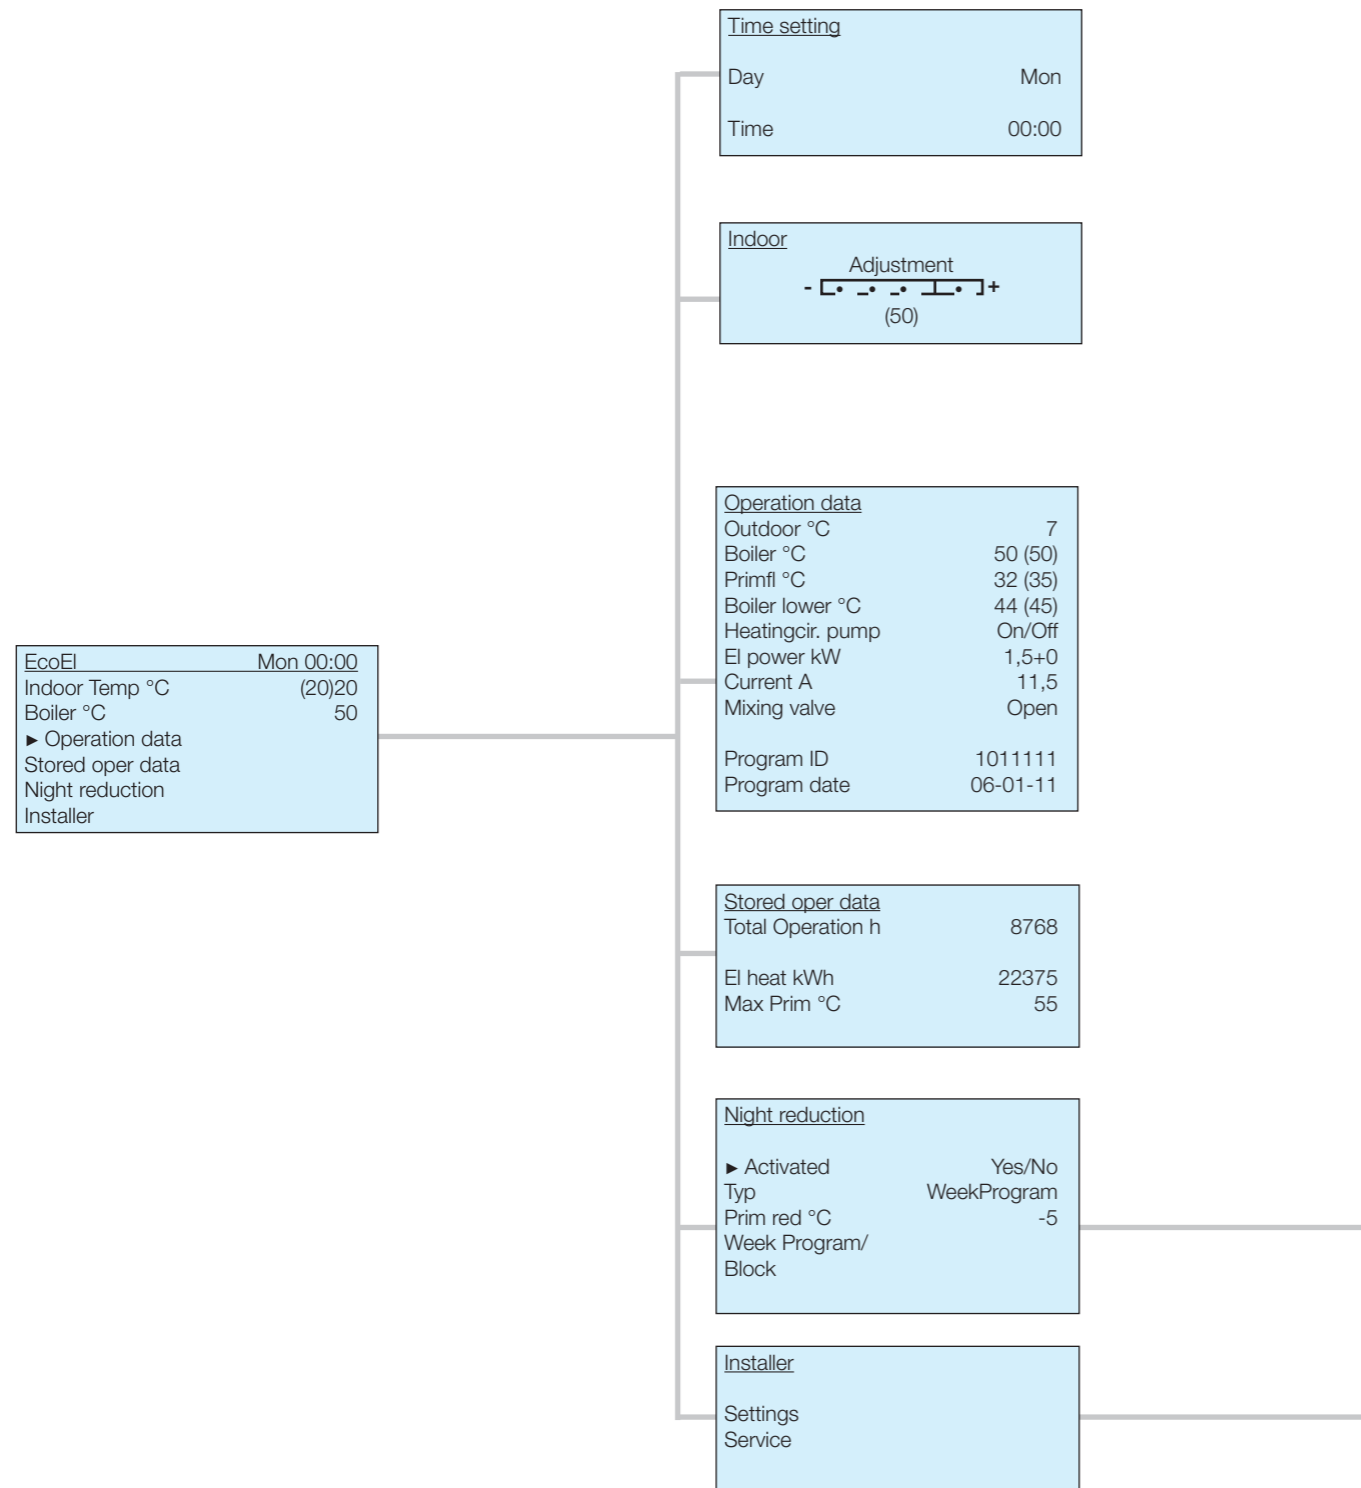 Time setting
Day Mon
Time 00:00
Indoor
Adjustment
- +
(50)
Operation data
Outdoor °C 7
Boiler °C 50 (50)
Primfl °C 32 (35)
Boiler lower °C 44 (45)
Heatingcir. pump On/Off
El power kW 1,5+0
Current A 11,5
Mixing valve Open
Program ID 1011111
Program date 06-01-11
EcoEl Mon 00:00
Indoor Temp °C (20)20
Boiler °C 50
► Operation data
Stored oper data
Night reduction
Installer
Stored oper data
Total Operation h 8768
El heat kWh 22375
Max Prim °C 55
Night reduction
► Activated Yes/No
Typ WeekProgram
Prim red °C -5
Week Program/
Block
Installer
Settings
Service